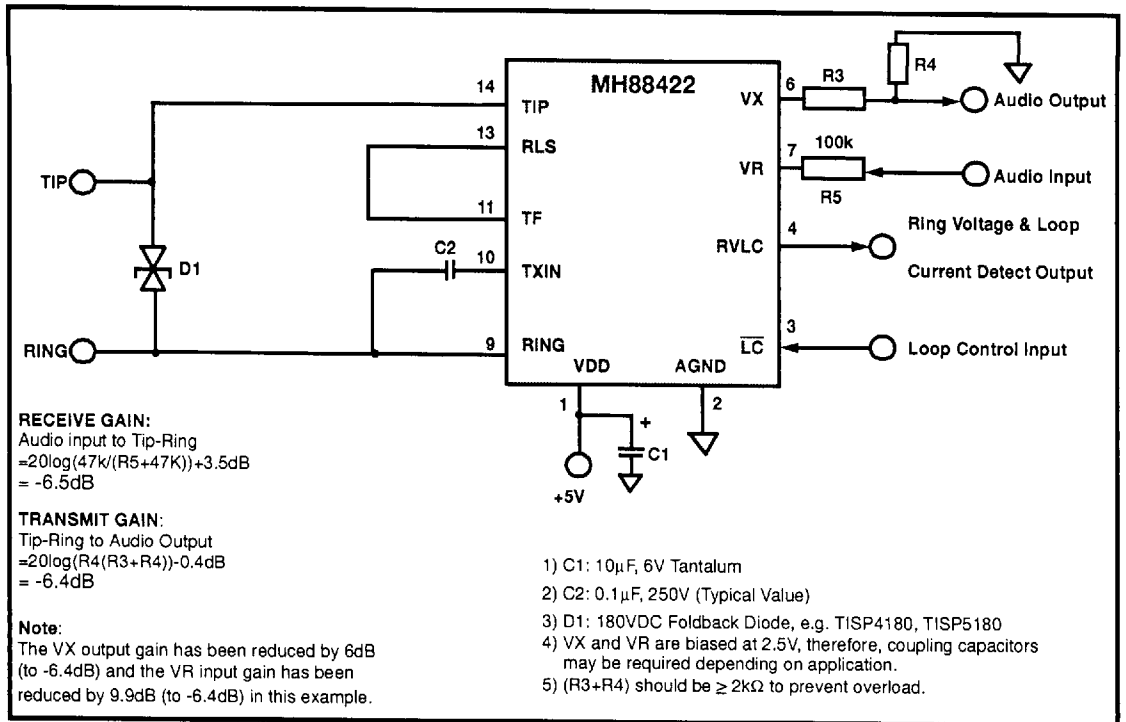 MH88422
14
TIP
13
RLS
11
TF
C2
10
TXIN
9
RING
VDD
AGND
1
2
+
C1
+5V
TIP
D1
RING
VX
6
R3
R4
Audio Output
VR
7
100k
R5
Audio Input
RVLC
4
Ring Voltage & Loop
Current Detect Output
LC
3
Loop Control Input
RECEIVE GAIN:
Audio input to Tip-Ring
=20log(47k/(R5+47K))+3.5dB
= -6.5dB
TRANSMIT GAIN:
Tip-Ring to Audio Output
=20log(R4(R3+R4))-0.4dB
= -6.4dB
Note:
The VX output gain has been reduced by 6dB
(to -6.4dB) and the VR input gain has been
reduced by 9.9dB (to -6.4dB) in this example.
1) C1: 10µF, 6V Tantalum
2) C2: 0.1µF, 250V (Typical Value)
3) D1: 180VDC Foldback Diode, e.g. TISP4180, TISP5180
4) VX and VR are biased at 2.5V, therefore, coupling capacitors
may be required depending on application.
5) (R3+R4) should be ≥ 2kΩ to prevent overload.